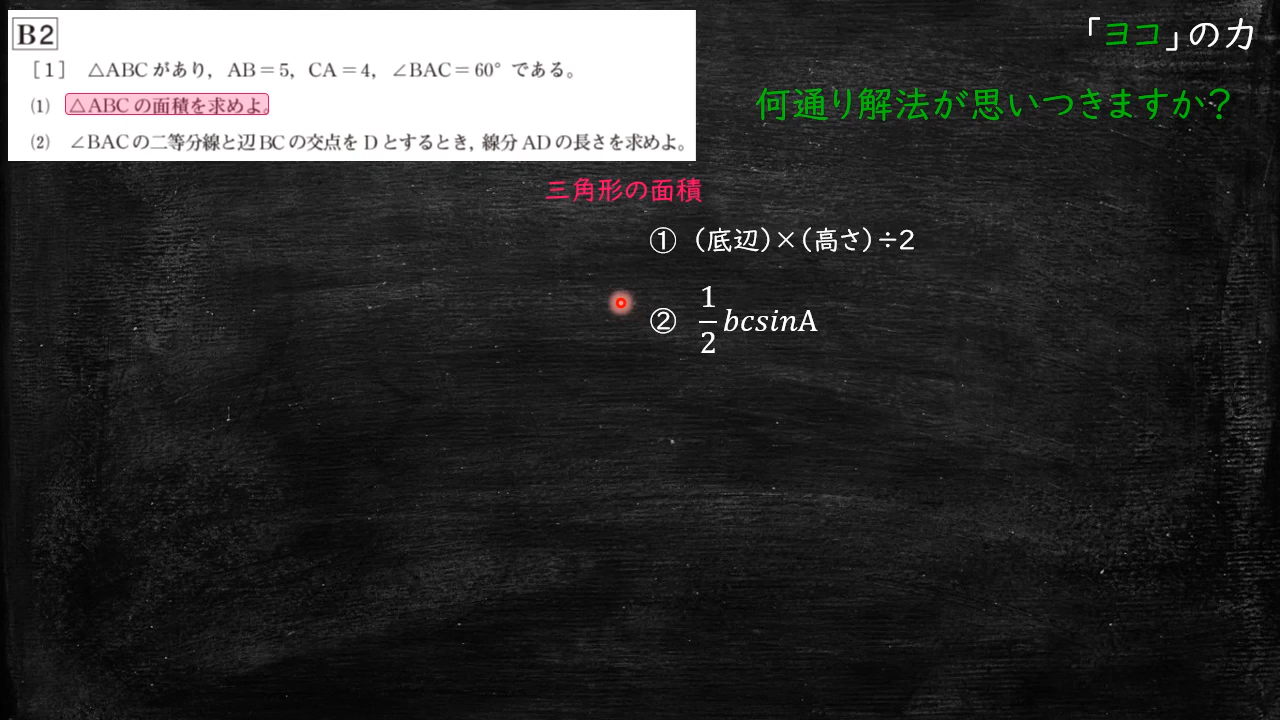 B2
[1] △ABCがあり，AB=5，CA=4，∠BAC=60°である。
(1) △ABCの面積を求めよ。
(2) ∠BACの二等分線と辺BCの交点をDとするとき，線分ADの長さを求めよ。
「ヨコ」の力
何通り解法が思いつきますか？
三角形の面積
① （底辺）×（高さ）÷2
② 1/2 bcsinA